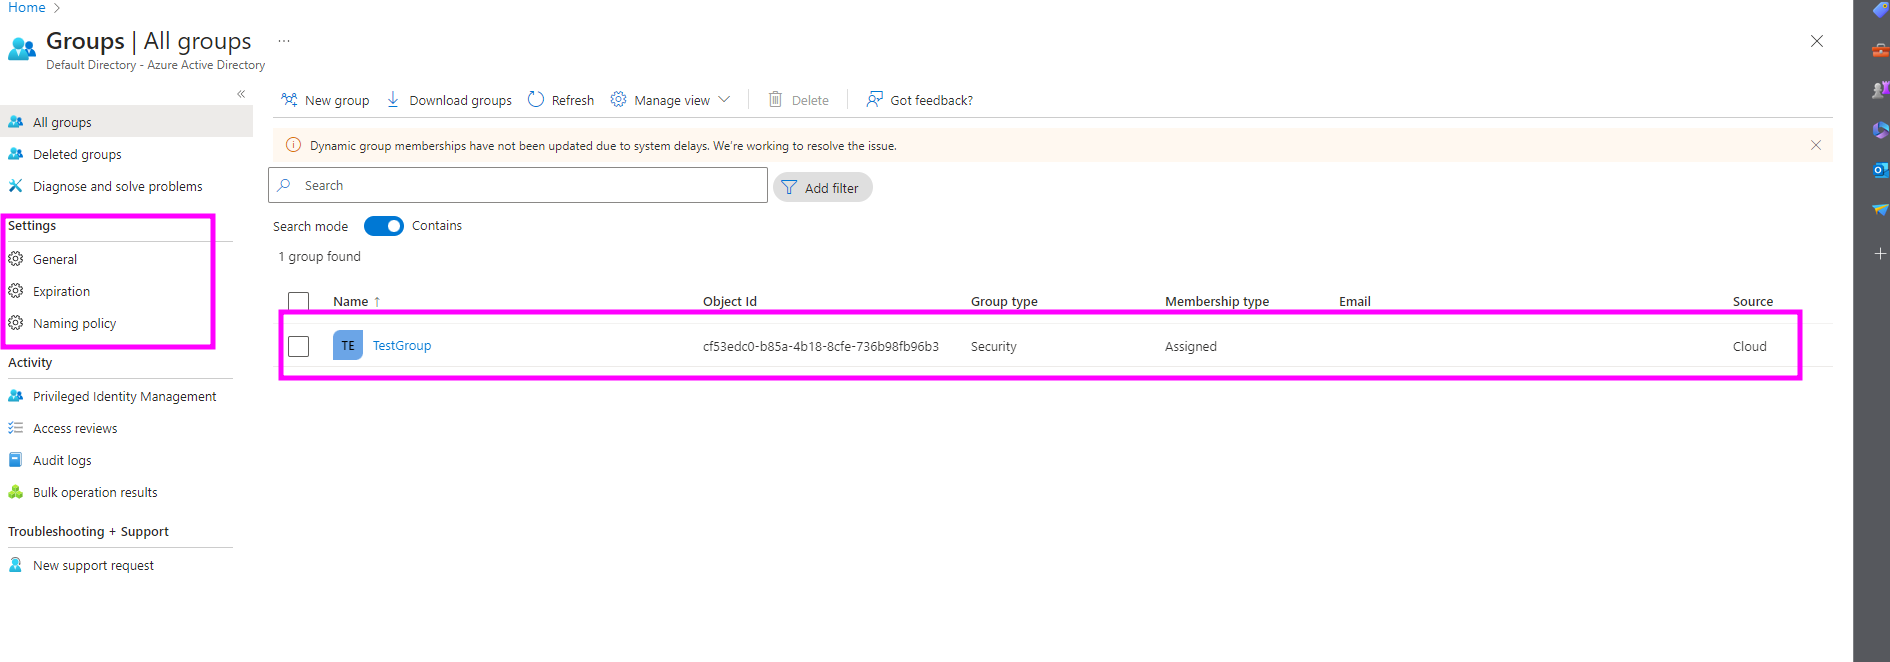 Home
Groups | All groups
Default Directory - Azure Active Directory
All groups
Deleted groups
Diagnose and solve problems
Settings
General
Expiration
Naming policy
Activity
Privileged Identity Management
Access reviews
Audit logs
Bulk operation results
Troubleshooting + Support
New support request
New group Download groups Refresh Manage view Delete Got feedback?
Dynamic group memberships have not been updated due to system delays. We're working to resolve the issue.
Search Add filter
Search mode Contains
1 group found
Name ↑ Object Id Group type Membership type Email Source
TE TestGroup cf53edc0-b85a-4b18-8cfe-736b98fb96b3 Security Assigned Cloud